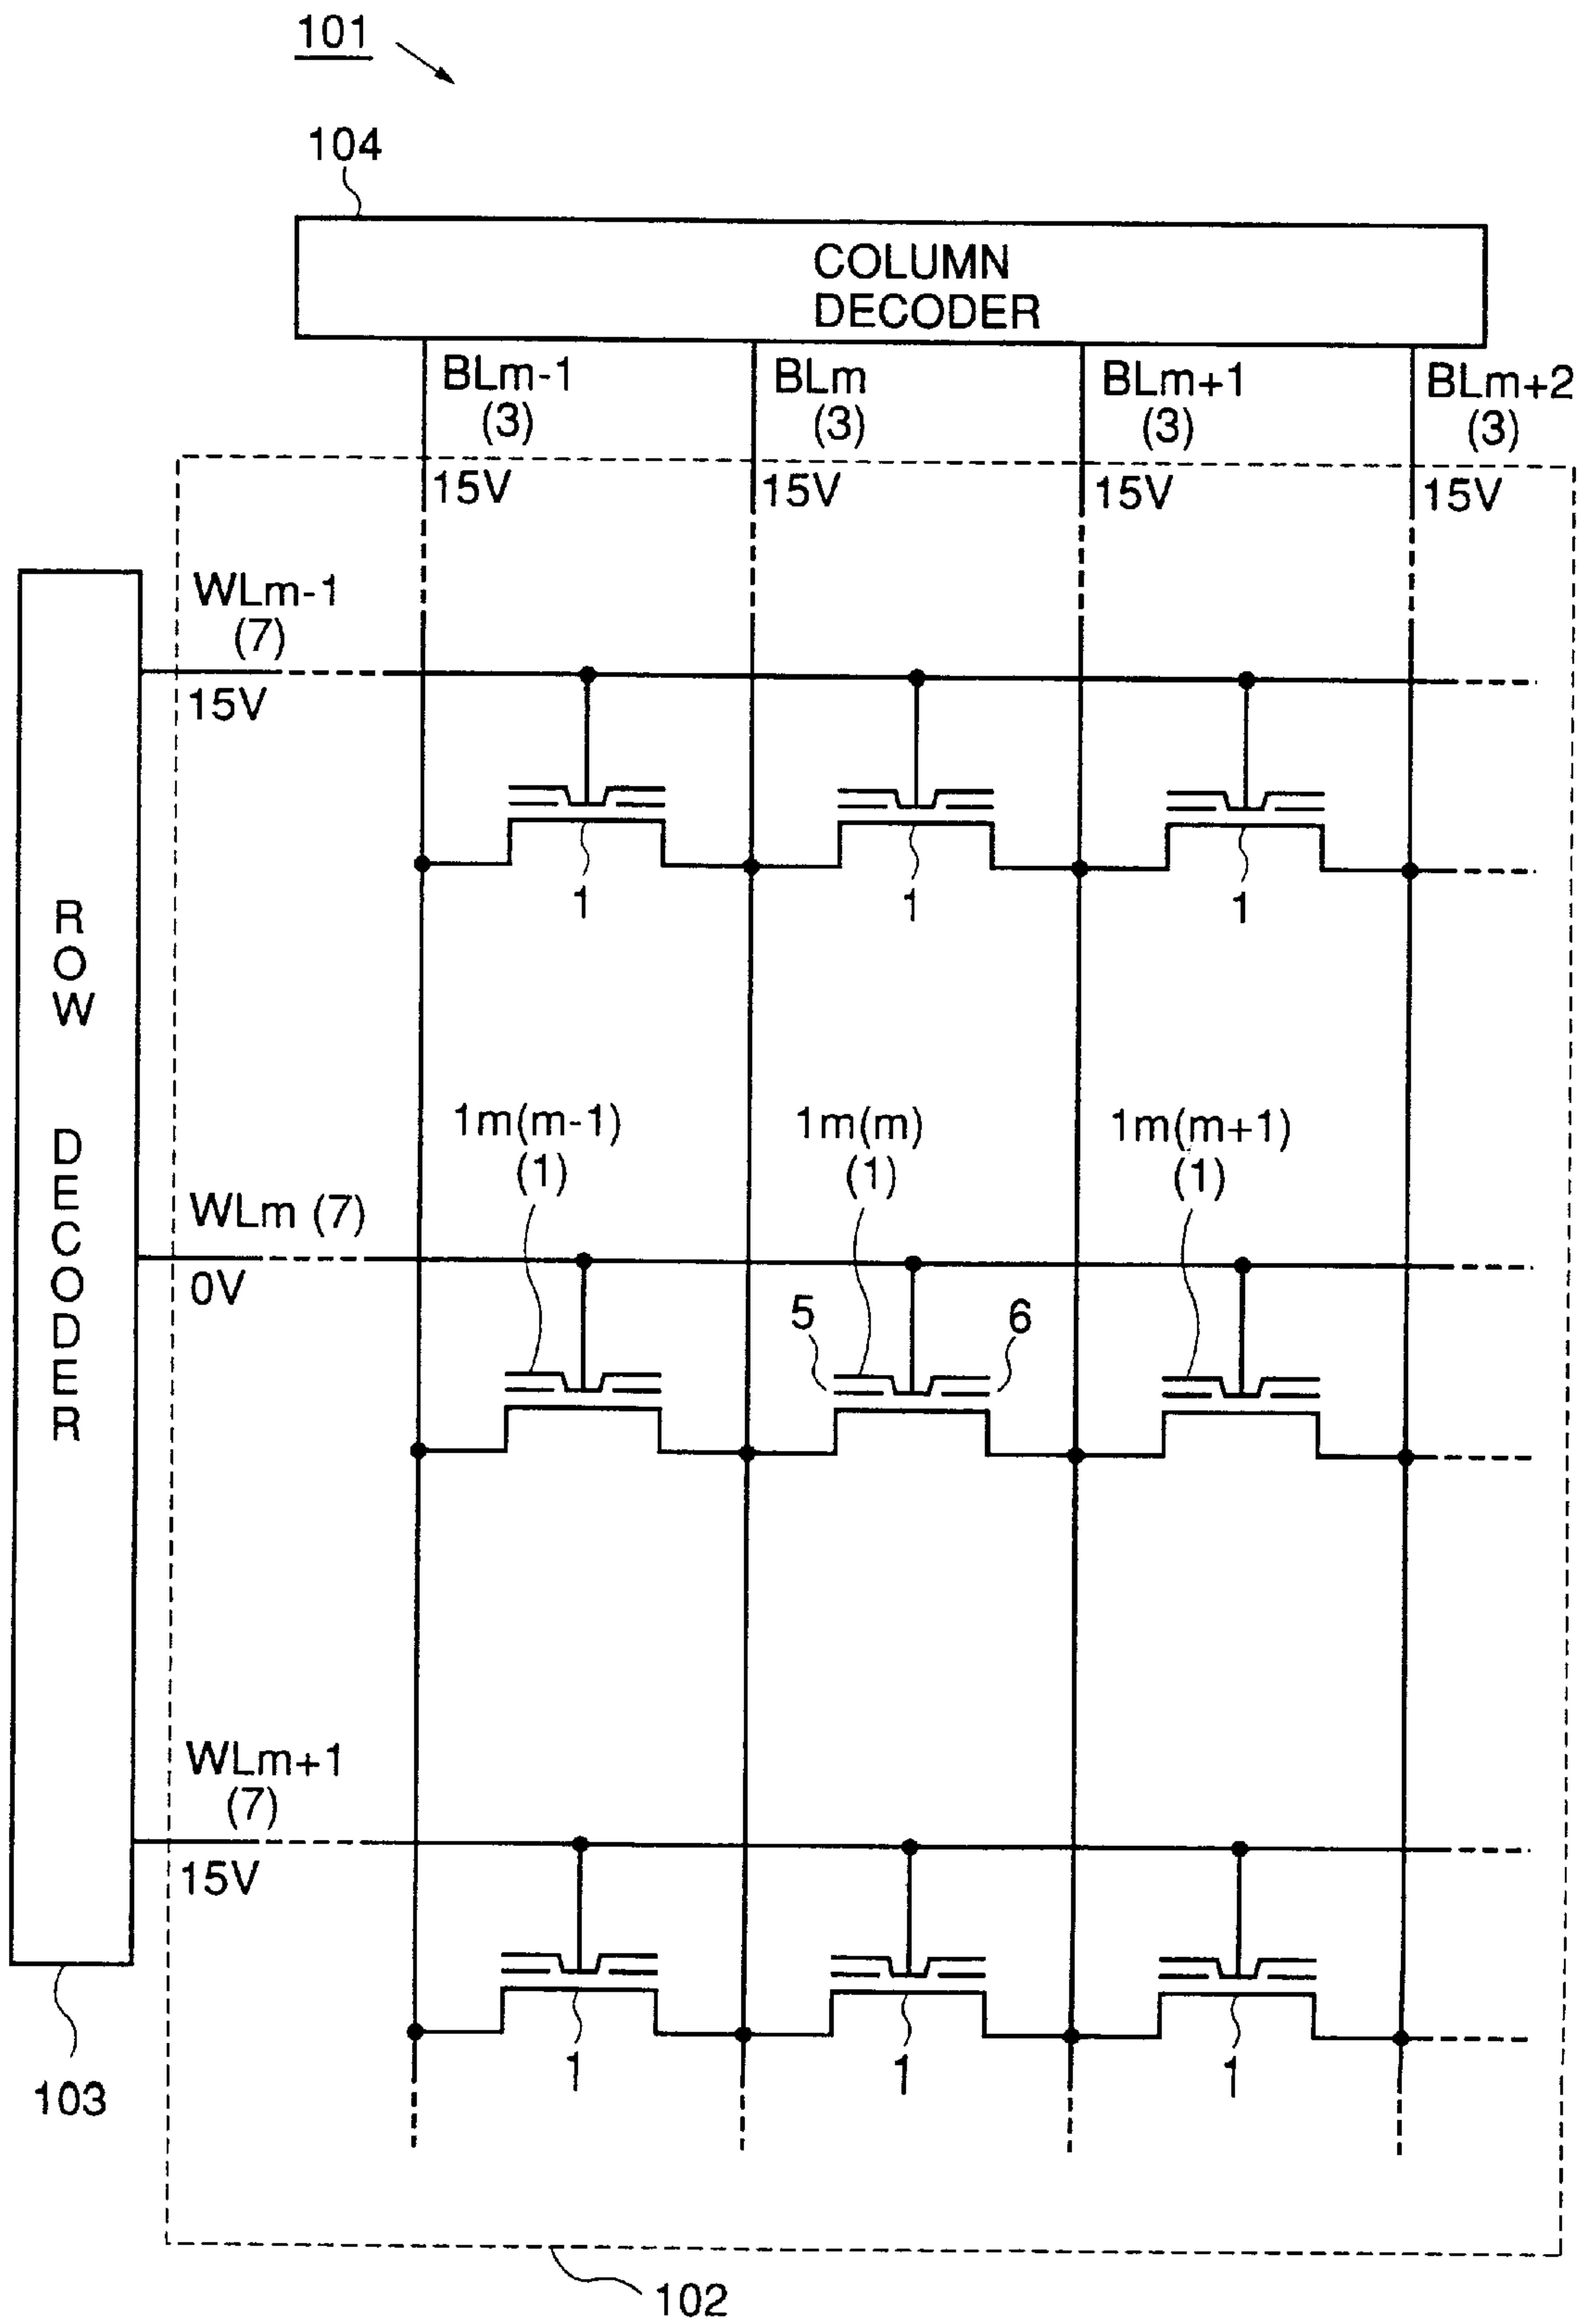 101
104
COLUMN
DECODER
BLm-1
(3)
BLm
(3)
BLm+1
(3)
BLm+2
(3)
15V
15V
15V
15V
WLm-1
(7)
15V
1
1
1
ROW DECODER
1m(m-1)
(1)
1m(m)
(1)
1m(m+1)
(1)
WLm (7)
0V
5
6
WLm+1
(7)
15V
1
1
1
103
102